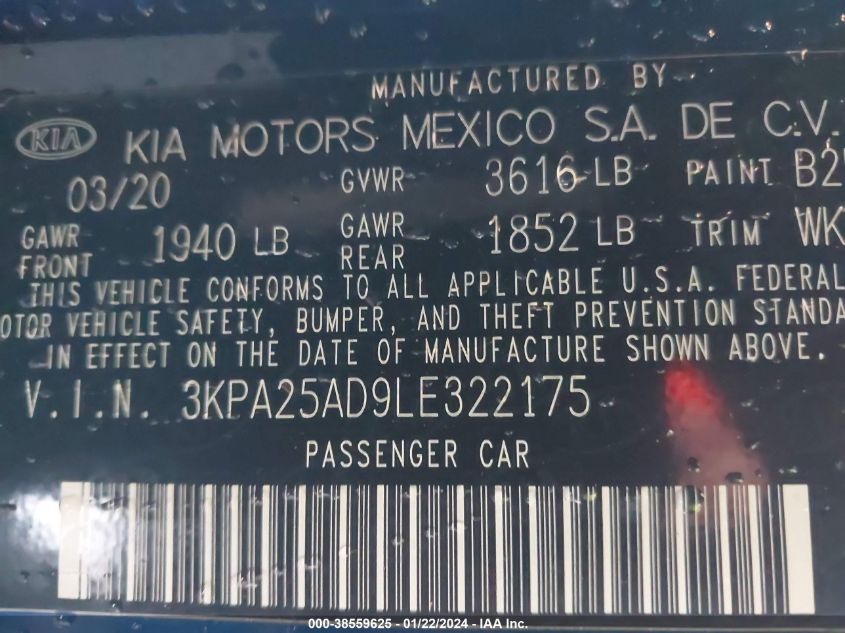 MANUFACTURED BY
KIA KIA MOTORS MEXICO S.A. DE C.V.
03/20 GVWR 3616 LB PAINT
GAWR FRONT 1940 LB GAWR REAR 1852 LB TRIM WK
THIS VEHICLE CONFORMS TO ALL APPLICABLE U.S.A. FEDERAL
OTOR VEHICLE SAFETY, BUMPER, AND THEFT PREVENTION STANDA
IN EFFECT ON THE DATE OF MANUFACTURE SHOWN ABOVE.
V.I.N. 3KPA25AD9LE322175
PASSENGER CAR
000-38559625 - 01/22/2024 - IAA Inc.